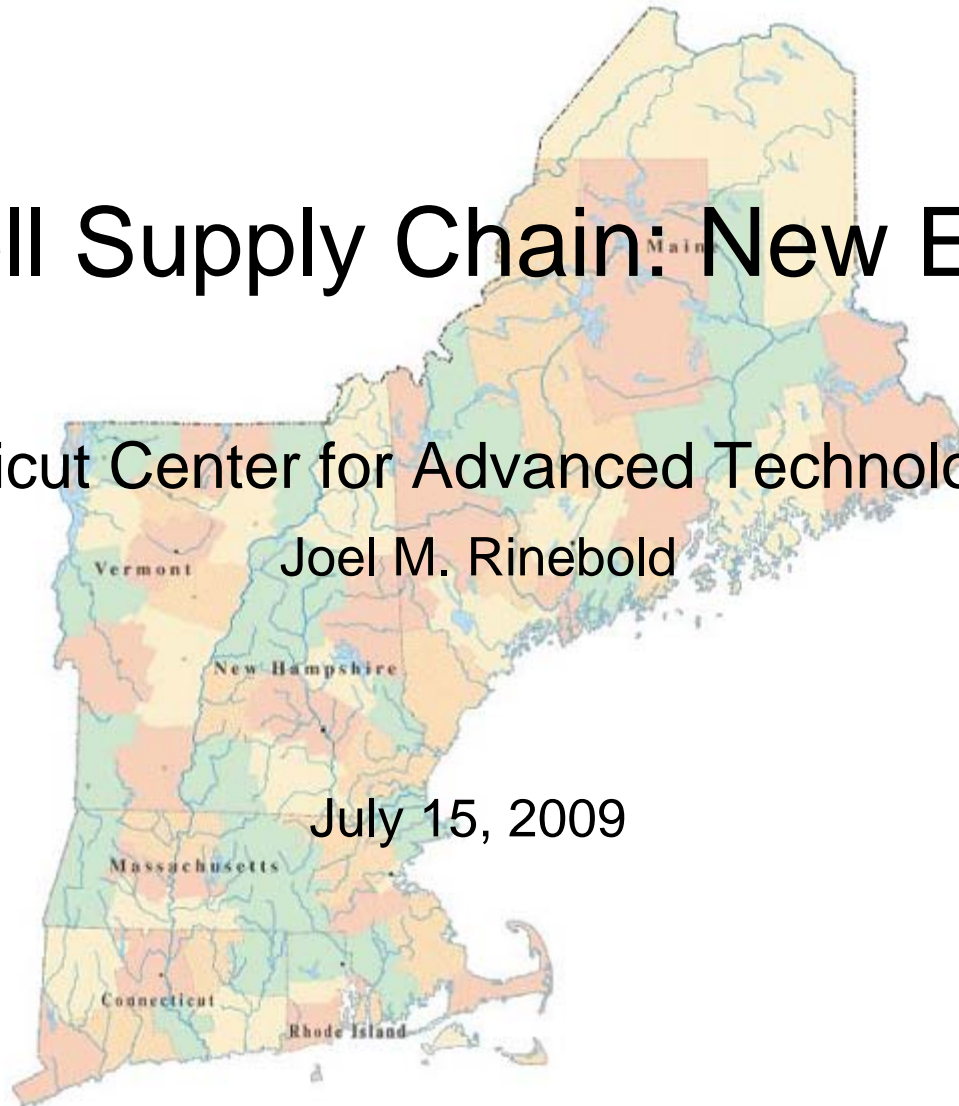 ll Supply Chain: New E
Maine
icut Center for Advanced Technolo
Joel M. Rinebold
Vermont
New Hampshire
July 15, 2009
Massachusetts
Connecticut
Rhode Island